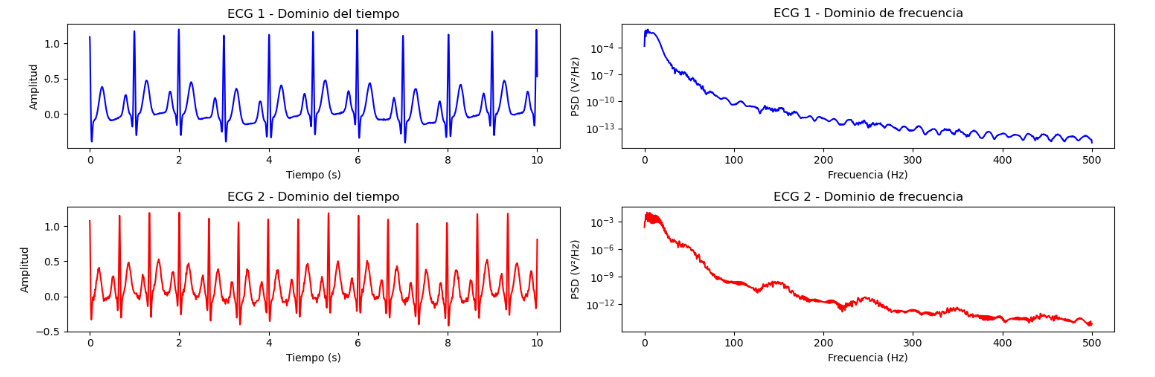 ECG 1 - Dominio del tiempo
Amplitud
1.0
0.5
0.0
0 2 4 6 8 10
Tiempo (s)
ECG 1 - Dominio de frecuencia
PSD (V²/Hz)
10⁻⁴
10⁻⁷
10⁻¹⁰
10⁻¹³
0 100 200 300 400 500
Frecuencia (Hz)
ECG 2 - Dominio del tiempo
Amplitud
1.0
0.5
0.0
−0.5
0 2 4 6 8 10
Tiempo (s)
ECG 2 - Dominio de frecuencia
PSD (V²/Hz)
10⁻³
10⁻⁶
10⁻⁹
10⁻¹²
0 100 200 300 400 500
Frecuencia (Hz)